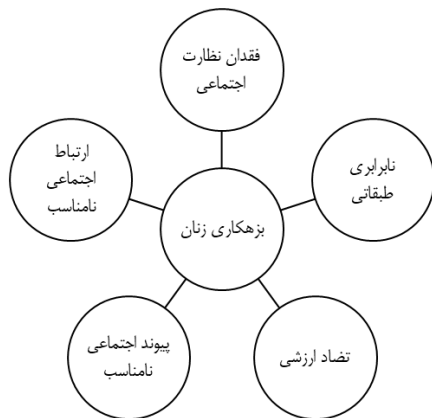 فقدان نظارت
اجتماعی
نابرابری
طبقاتی
ارتباط
اجتماعی
نامناسب
بزهکاری زنان
تضاد ارزشی
پیوند اجتماعی
نامناسب